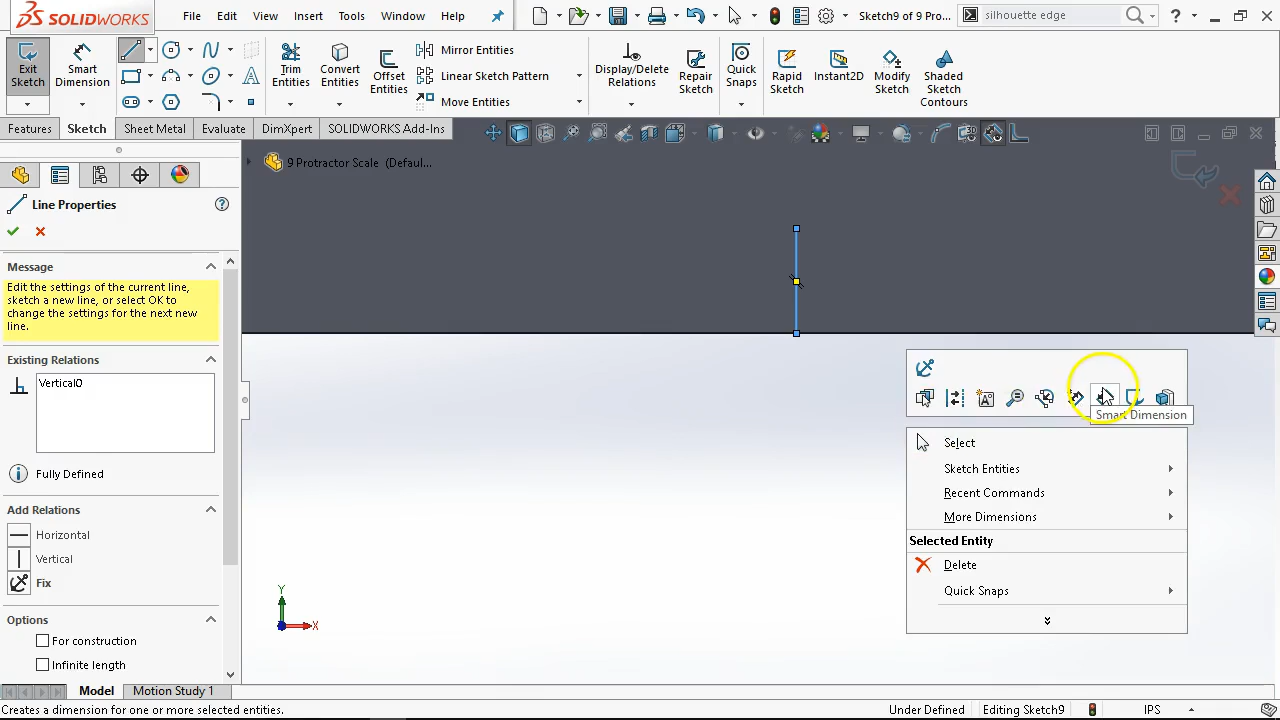 SOLIDWORKS
File
Edit
View
Insert
Tools
Window
Help
Sketch9 of 9 Pro...
silhouette edge
?
Exit Sketch
Smart Dimension
Trim Entities
Convert Entities
Offset Entities
Mirror Entities
Linear Sketch Pattern
Move Entities
Display/Delete Relations
Repair Sketch
Quick Snaps
Rapid Sketch
Instant2D
Modify Sketch
Shaded Sketch Contours
Features
Sketch
Sheet Metal
Evaluate
DimXpert
SOLIDWORKS Add-Ins
9 Protractor Scale (Defaul...
Line Properties
?
Message
Edit the settings of the current line,
sketch a new line, or select OK to
change the settings for the next new
line.
Existing Relations
Vertical0
Fully Defined
Add Relations
Horizontal
Vertical
Fix
Options
For construction
Infinite length
Smart Dimension
Select
Sketch Entities
Recent Commands
More Dimensions
Selected Entity
Delete
Quick Snaps
Y
X
Model
Motion Study 1
Creates a dimension for one or more selected entities.
Under Defined
Editing Sketch9
IPS